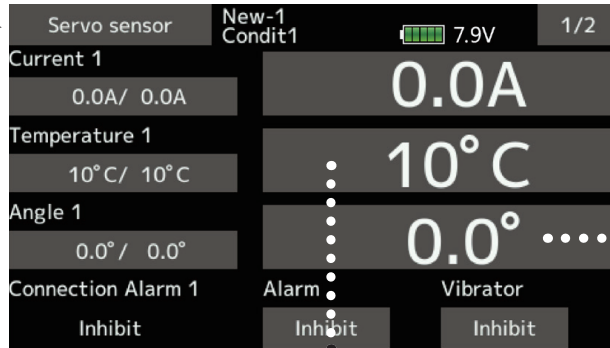 Servo sensor
New-1
Condit1
7.9V
1/2
Current 1
0.0A/ 0.0A
0.0A
Temperature 1
10°C/ 10°C
10°C
Angle 1
0.0°/ 0.0°
0.0°
Connection Alarm 1
Alarm
Vibrator
Inhibit
Inhibit
Inhibit